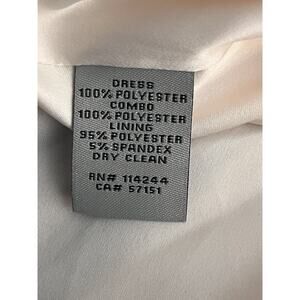 DRESS
100% POLYESTER
COMBO
100% POLYESTER
LINING
95% POLYESTER
5% SPANDEX
DRY CLEAN
RN# 114244
CA# 57151